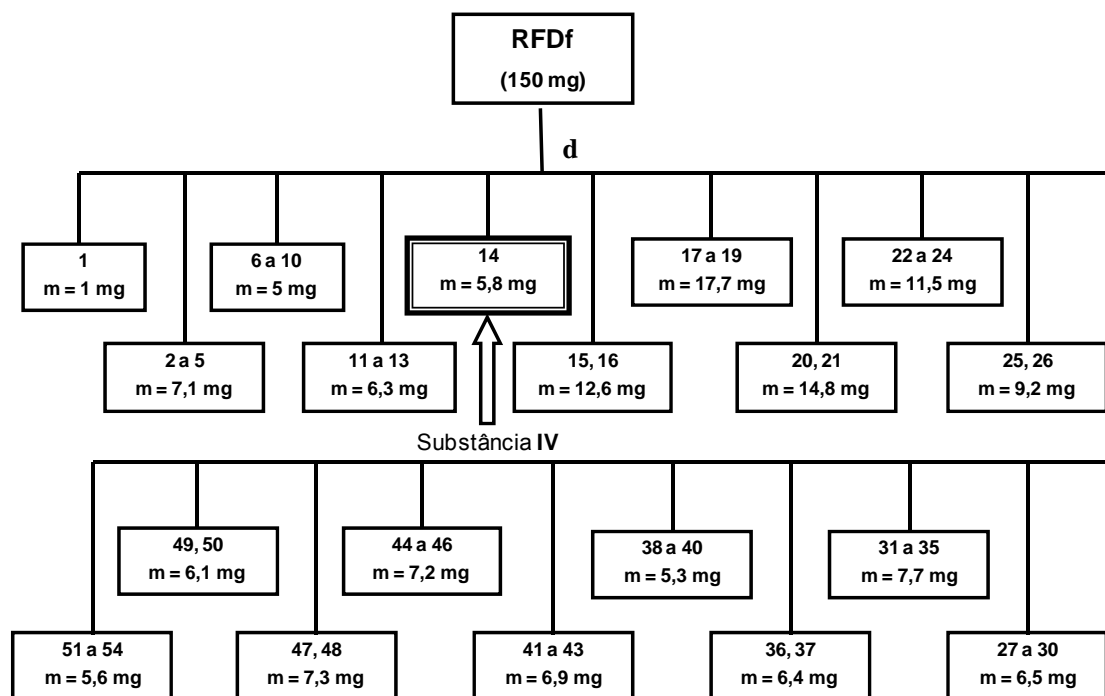 RFDf
(150 mg)
d
1
m = 1 mg
6 a 10
m = 5 mg
14
m = 5,8 mg
17 a 19
m = 17,7 mg
22 a 24
m = 11,5 mg
2 a 5
m = 7,1 mg
11 a 13
m = 6,3 mg
15, 16
m = 12,6 mg
20, 21
m = 14,8 mg
25, 26
m = 9,2 mg
Substância IV
49, 50
m = 6,1 mg
44 a 46
m = 7,2 mg
38 a 40
m = 5,3 mg
31 a 35
m = 7,7 mg
51 a 54
m = 5,6 mg
47, 48
m = 7,3 mg
41 a 43
m = 6,9 mg
36, 37
m = 6,4 mg
27 a 30
m = 6,5 mg